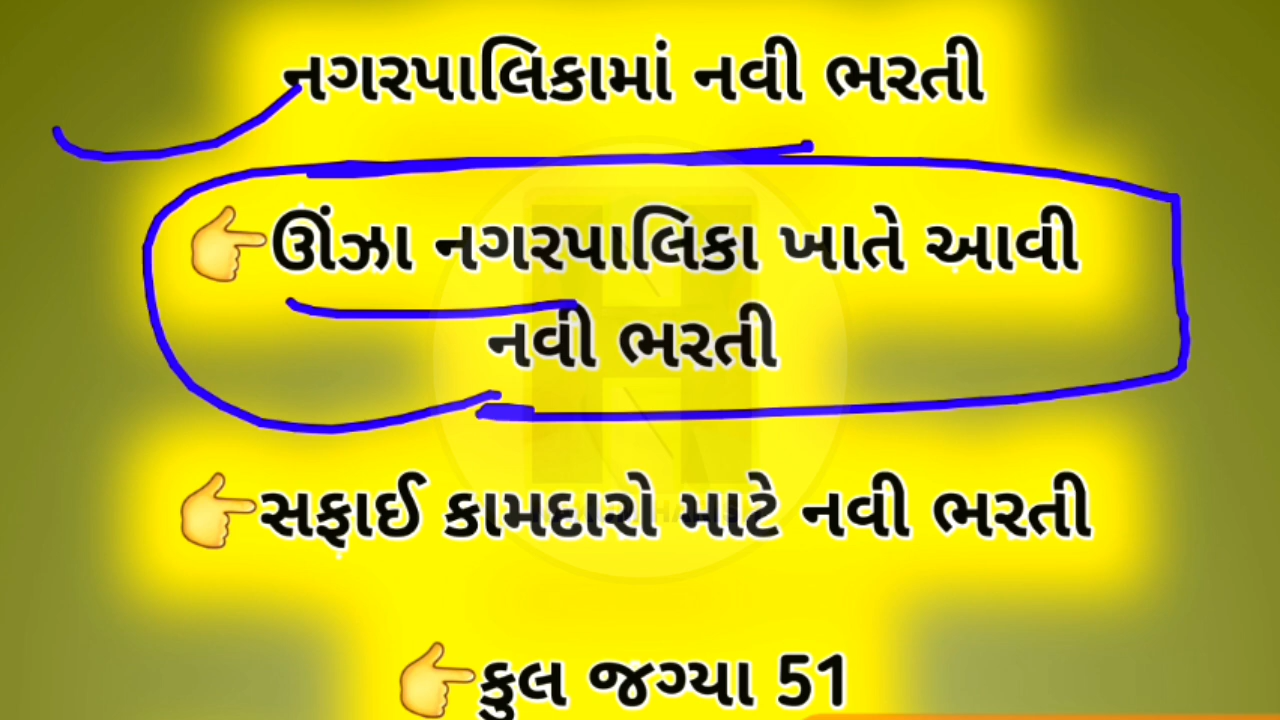 નગરપાલિકામાં નવી ભરતી
👉ઊંઝા નગરપાલિકા ખાતે આવી
નવી ભરતી
👉સફાઈ કામદારો માટે નવી ભરતી
👉કુલ જગ્યા 51